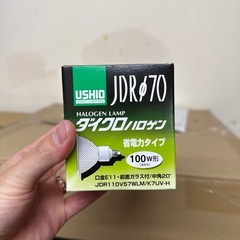 USHIO
JDRφ70
HALOGEN LAMP
ダイクロハロゲン
省電力タイプ
100W形
口金E11・前面ガラス付/中角20°
JDR110V57WLM/K7UV-H